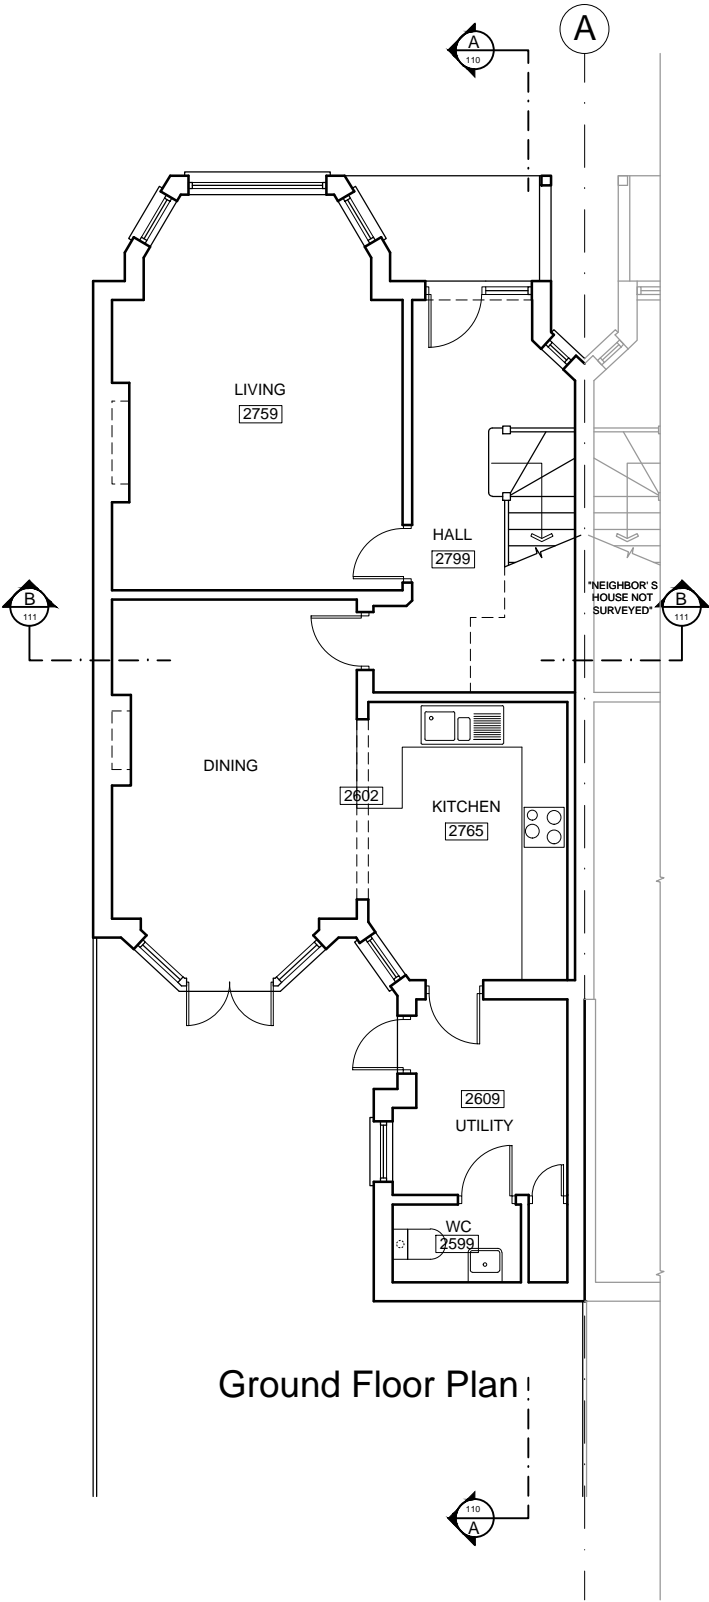 A
A
110
LIVING
2759
HALL
2799
"NEIGHBOR' S
HOUSE NOT
SURVEYED"
B
111
B
111
DINING
2602
KITCHEN
2765
2609
UTILITY
WC
2599
Ground Floor Plan
110
A